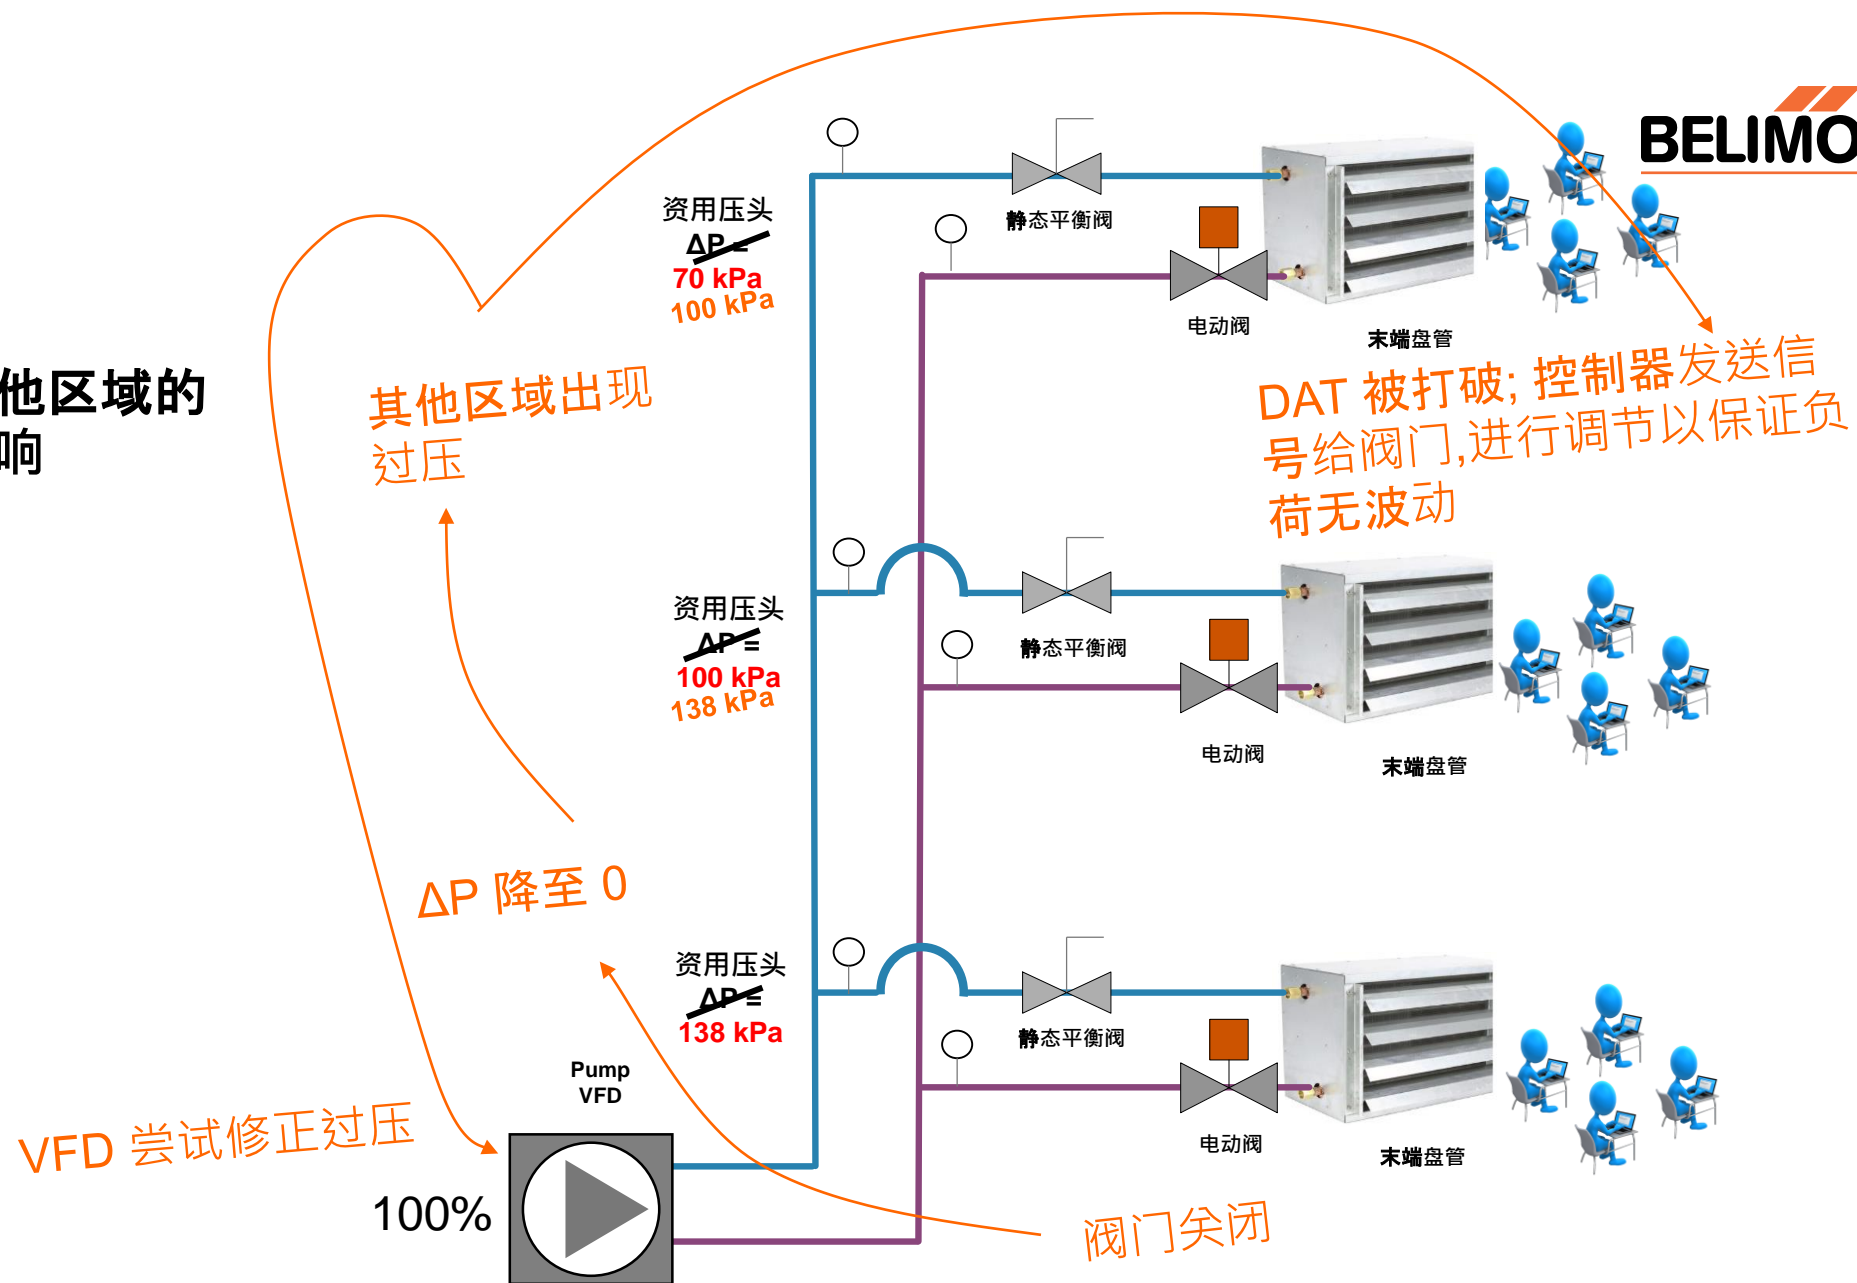 BELIMO
他区域的
响
资用压头
ΔP =
70 kPa
100 kPa
静态平衡阀
电动阀
末端盘管
其他区域出现
过压
DAT 被打破; 控制器发送信
号给阀门,进行调节以保证负
荷无波动
资用压头
ΔP =
100 kPa
138 kPa
静态平衡阀
电动阀
末端盘管
ΔP 降至 0
资用压头
ΔP =
138 kPa
静态平衡阀
电动阀
末端盘管
Pump
VFD
VFD 尝试修正过压
100%
阀门关闭